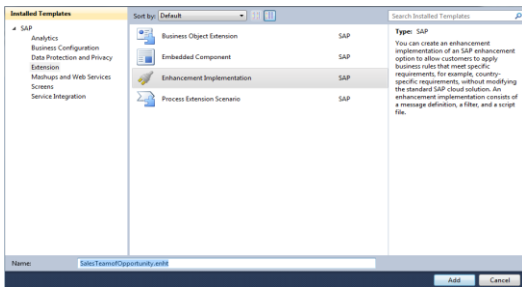 Installed Templates
Sort by: Default
Search Installed Templates
SAP
Analytics
Business Configuration
Data Protection and Privacy
Extension
Mashups and Web Services
Screens
Service Integration
Business Object Extension SAP
Embedded Component SAP
Enhancement Implementation SAP
Process Extension Scenario SAP
Type: SAP
You can create an enhancement
implementation of an SAP enhancement
option to allow customers to apply
business rules that meet specific
requirements, for example, country-
specific requirements, without modifying
the standard SAP cloud solution. An
enhancement implementation consists of
a message definition, a filter, and a script
file.
Name: SalesTeamofOpportunity.enht
Add Cancel